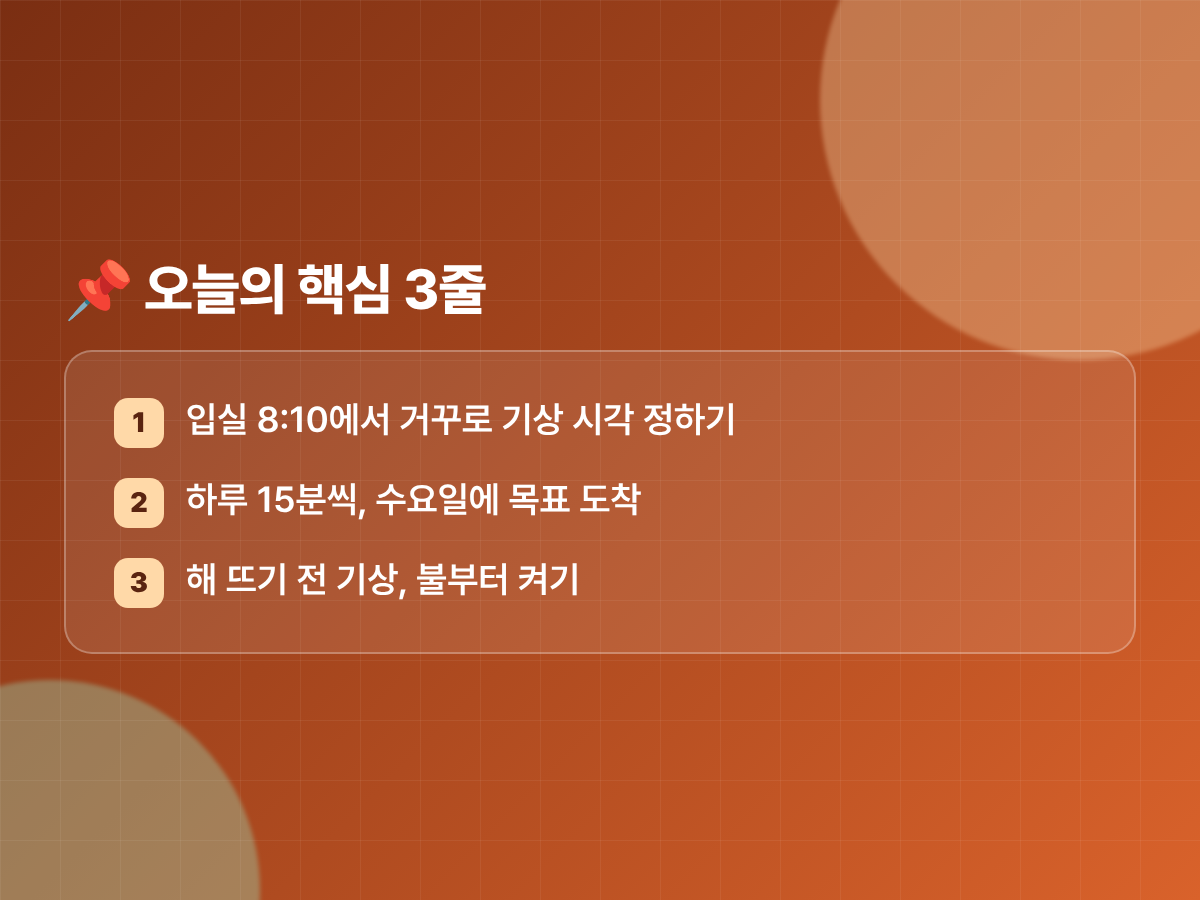 📌 오늘의 핵심 3줄
1 입실 8:10에서 거꾸로 기상 시각 정하기
2 하루 15분씩, 수요일에 목표 도착
3 해 뜨기 전 기상, 불부터 켜기